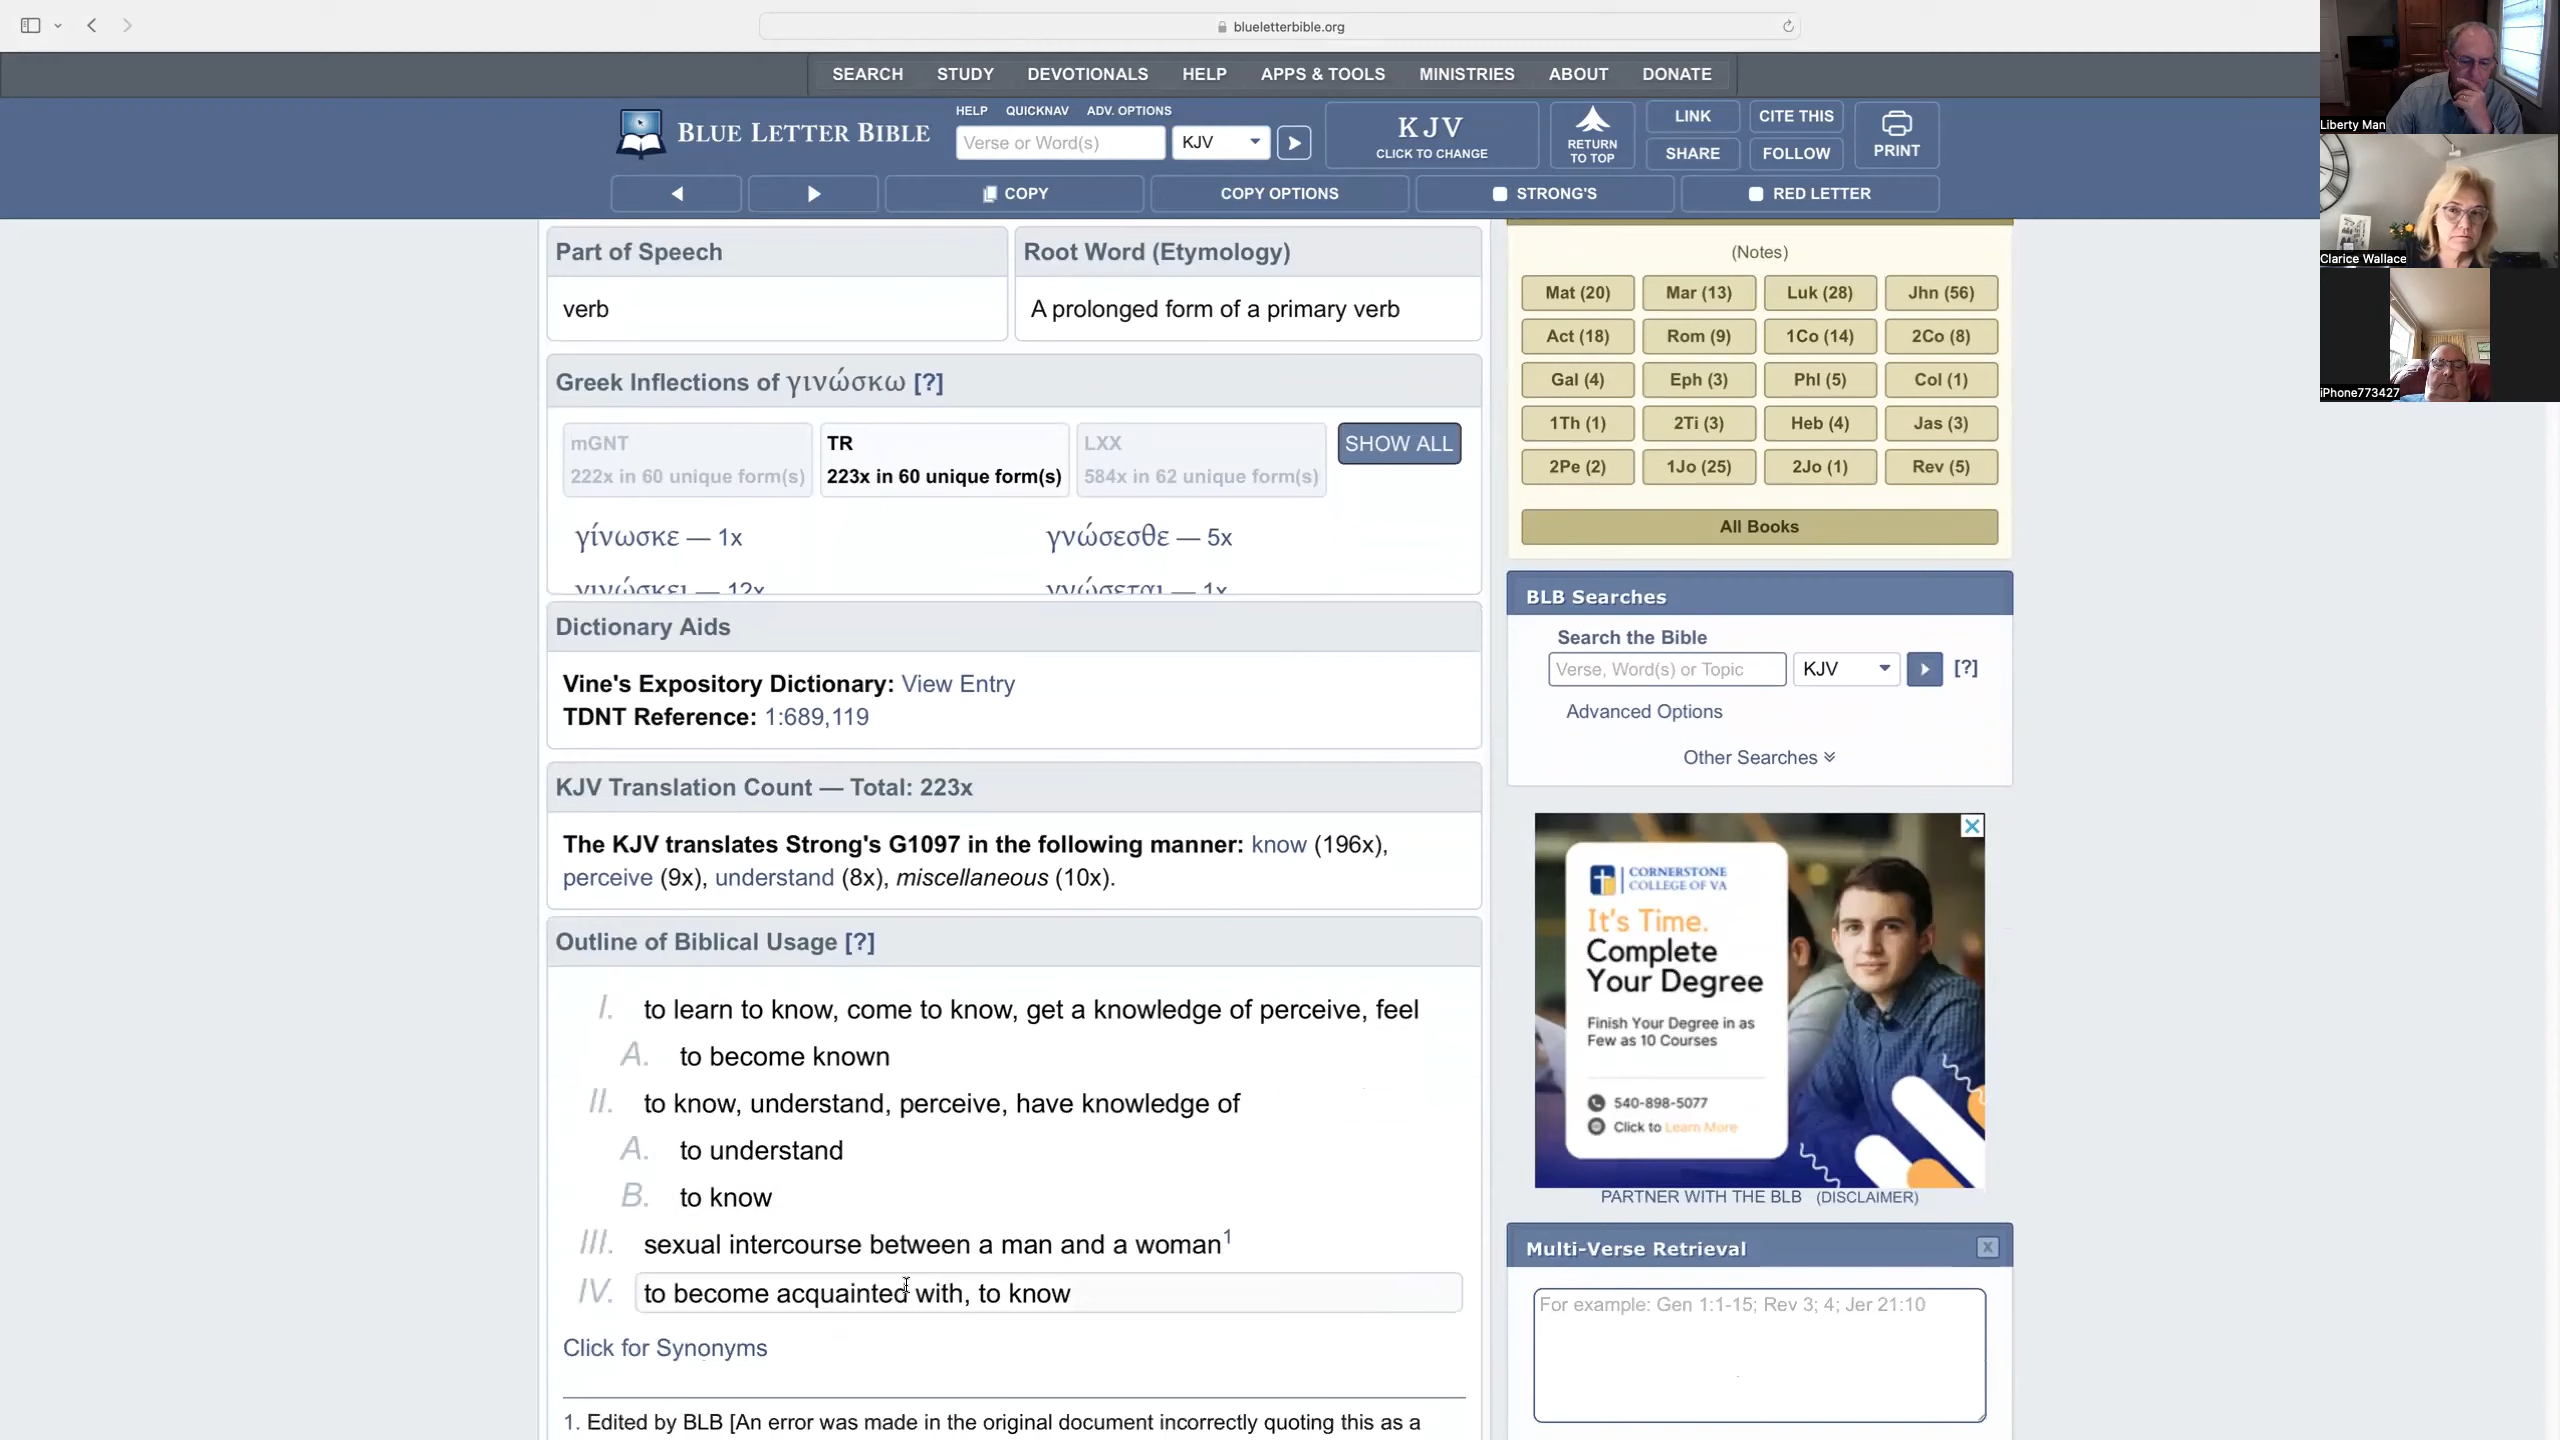 blueletterbible.org
SEARCH STUDY DEVOTIONALS HELP APPS & TOOLS MINISTRIES ABOUT DONATE
BLUE LETTER BIBLE
HELP QUICKNAV ADV. OPTIONS
Verse or Word(s) KJV
KJV
CLICK TO CHANGE
RETURN
TO TOP
LINK CITE THIS
SHARE FOLLOW
PRINT
COPY COPY OPTIONS STRONG'S RED LETTER
Part of Speech
verb
Root Word (Etymology)
A prolonged form of a primary verb
Greek Inflections of γινώσκω [?]
mGNT
222x in 60 unique form(s)
TR
223x in 60 unique form(s)
LXX
584x in 62 unique form(s)
SHOW ALL
γίνωσκε — 1x
γνώσεσθε — 5x
γινώσκει — 12x
γνώσεται — 1x
Dictionary Aids
Vine's Expository Dictionary: View Entry
TDNT Reference: 1:689,119
KJV Translation Count — Total: 223x
The KJV translates Strong's G1097 in the following manner: know (196x),
perceive (9x), understand (8x), miscellaneous (10x).
Outline of Biblical Usage [?]
I. to learn to know, come to know, get a knowledge of perceive, feel
A. to become known
II. to know, understand, perceive, have knowledge of
A. to understand
B. to know
III. sexual intercourse between a man and a woman1
IV. to become acquainted with, to know
Click for Synonyms
1. Edited by BLB [An error was made in the original document incorrectly quoting this as a
(Notes)
Mat (20) Mar (13) Luk (28) Jhn (56)
Act (18) Rom (9) 1Co (14) 2Co (8)
Gal (4) Eph (3) Phl (5) Col (1)
1Th (1) 2Ti (3) Heb (4) Jas (3)
2Pe (2) 1Jo (25) 2Jo (1) Rev (5)
All Books
BLB Searches
Search the Bible
Verse, Word(s) or Topic KJV [?]
Advanced Options
Other Searches
CORNERSTONE
COLLEGE OF VA
It's Time.
Complete
Your Degree
Finish Your Degree in as
Few as 10 Courses
540-898-5077
Click to Learn More
PARTNER WITH THE BLB (DISCLAIMER)
Multi-Verse Retrieval X
For example: Gen 1:1-15; Rev 3; 4; Jer 21:10
Liberty Man
Clarice Wallace
iPhone773427